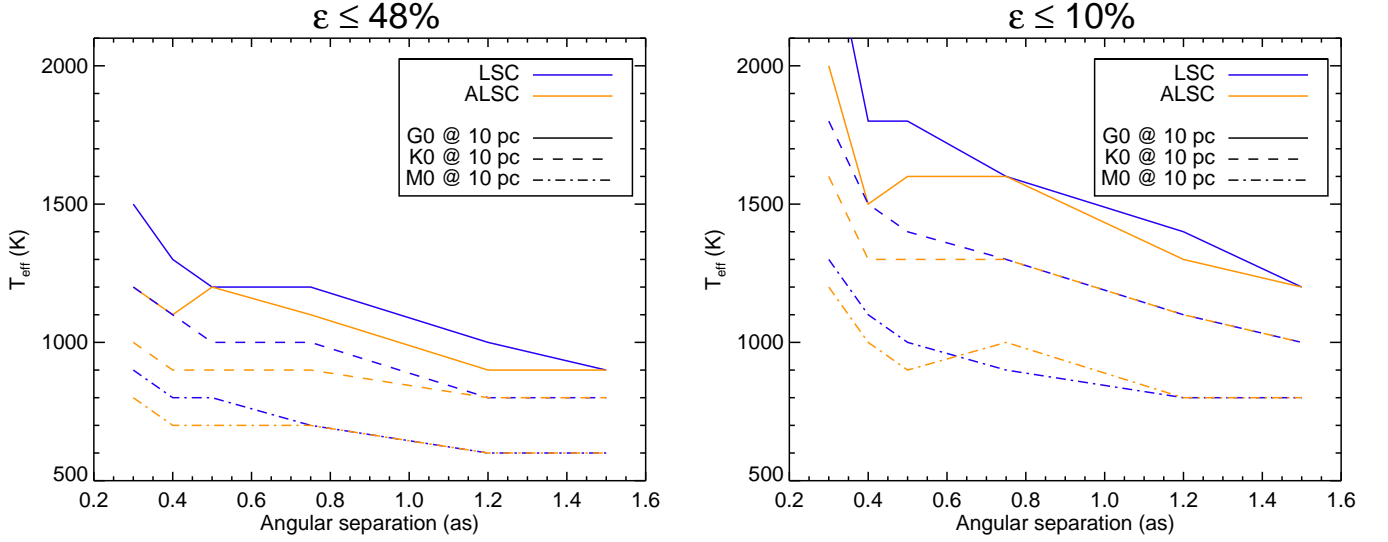 ε ≤ 48%
T_eff (K)
2000
1500
1000
500
LSC
ALSC
G0 @ 10 pc
K0 @ 10 pc
M0 @ 10 pc
0.2 0.4 0.6 0.8 1.0 1.2 1.4 1.6
Angular separation (as)
ε ≤ 10%
T_eff (K)
2000
1500
1000
500
LSC
ALSC
G0 @ 10 pc
K0 @ 10 pc
M0 @ 10 pc
0.2 0.4 0.6 0.8 1.0 1.2 1.4 1.6
Angular separation (as)